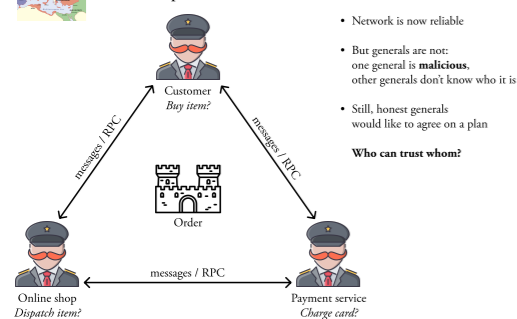 • Network is now reliable
• But generals are not:
one general is malicious,
other generals don't know who it is
• Still, honest generals
would like to agree on a plan
Who can trust whom?
Customer
Buy item?
messages / RPC
messages / RPC
Order
messages / RPC
Online shop
Dispatch item?
Payment service
Charge card?